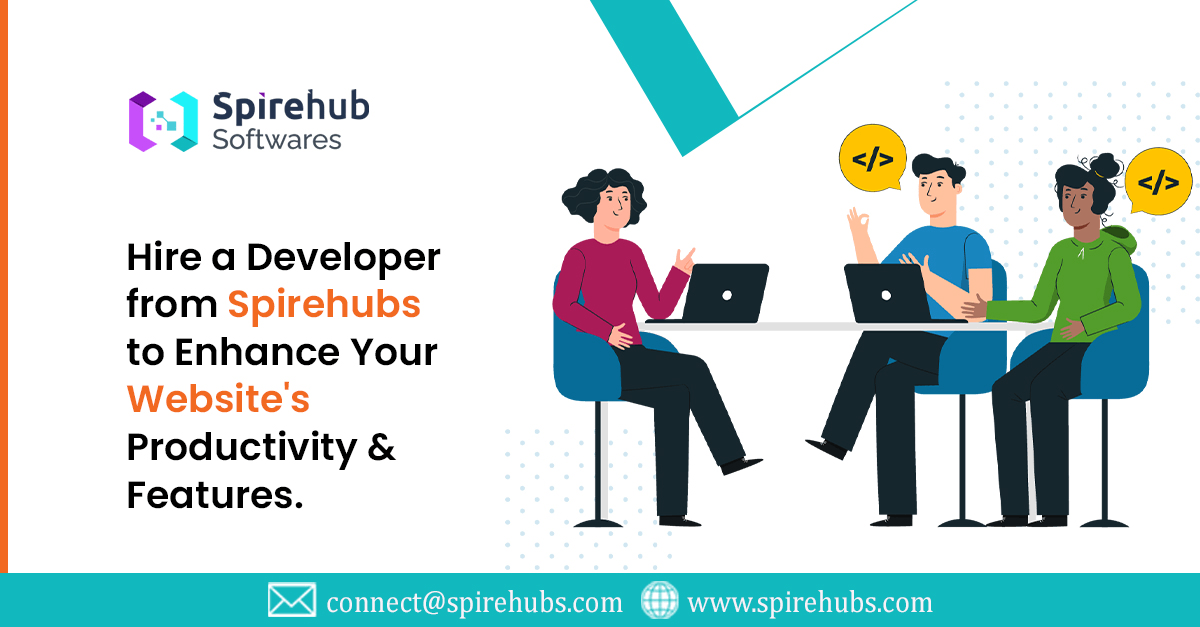 Spirehub
Softwares
Hire a Developer
from Spirehubs
to Enhance Your
Website's
Productivity &
Features.
</>
</>
connect@spirehubs.com
www.spirehubs.com